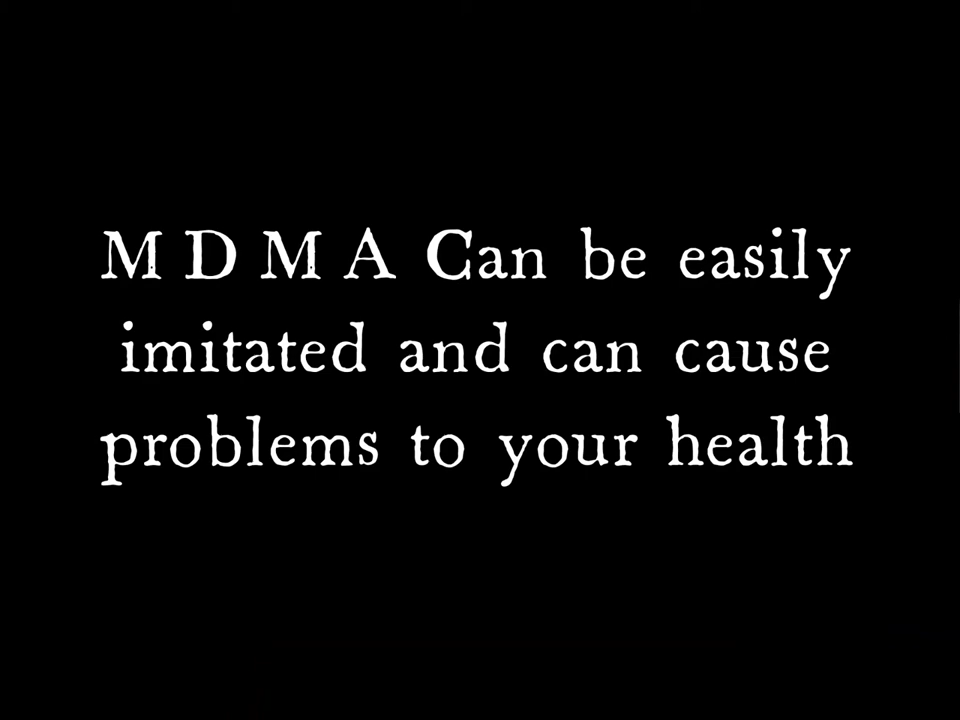 M D M A Can be easily
imitated and can cause
problems to your health